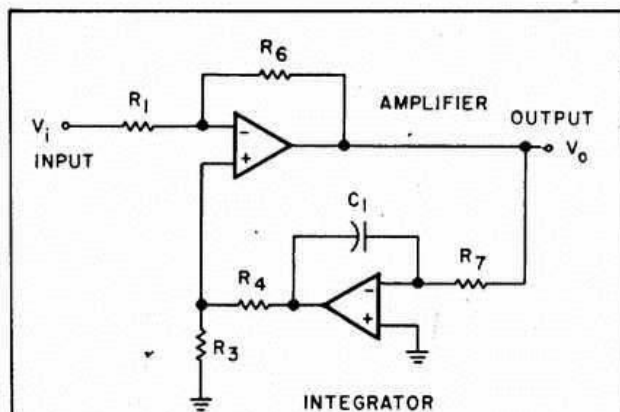 R6
R1
AMPLIFIER
OUTPUT
Vi
−
+
Vo
INPUT
C1
R4
R7
−
+
R3
INTEGRATOR